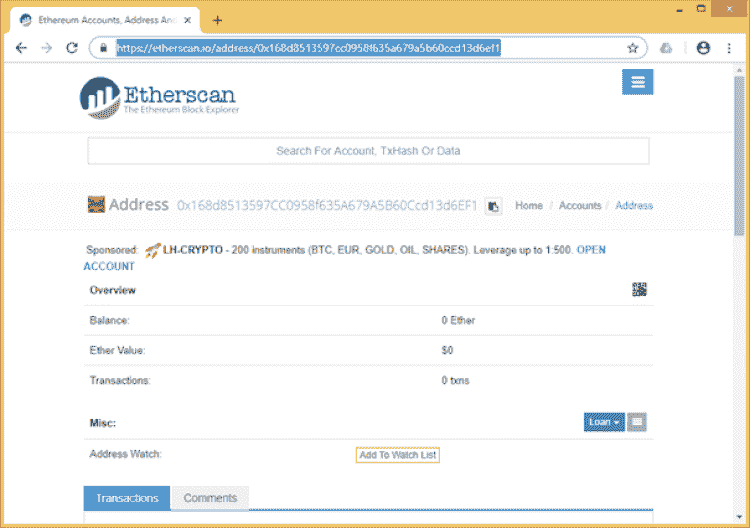 Ethereum Accounts, Address And
https://etherscan.io/address/0x168d8513597cc0958f635a679a5b60ccd13d6ef1
Etherscan
The Ethereum Block Explorer
Search For Account, TxHash Or Data
Address 0x168d8513597CC0958f635A679A5B60Ccd13d6EF1 Home / Accounts / Address
Sponsored: LH-CRYPTO - 200 instruments (BTC, EUR, GOLD, OIL, SHARES). Leverage up to 1:500. OPEN
ACCOUNT
Overview
Balance: 0 Ether
Ether Value: $0
Transactions: 0 txns
Misc: Loan
Address Watch: Add To Watch List
Transactions Comments